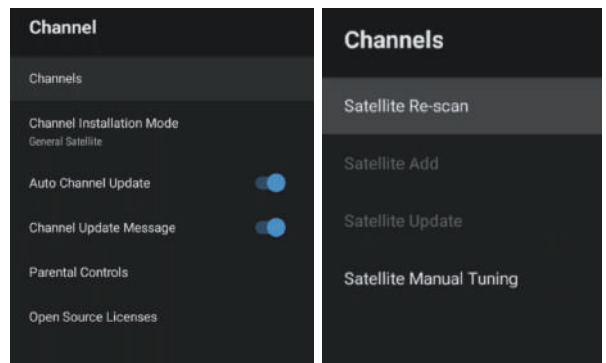 Channel
Channels
Channel Installation Mode
General Satellite
Auto Channel Update
Channel Update Message
Parental Controls
Open Source Licenses
Channels
Satellite Re-scan
Satellite Add
Satellite Update
Satellite Manual Tuning